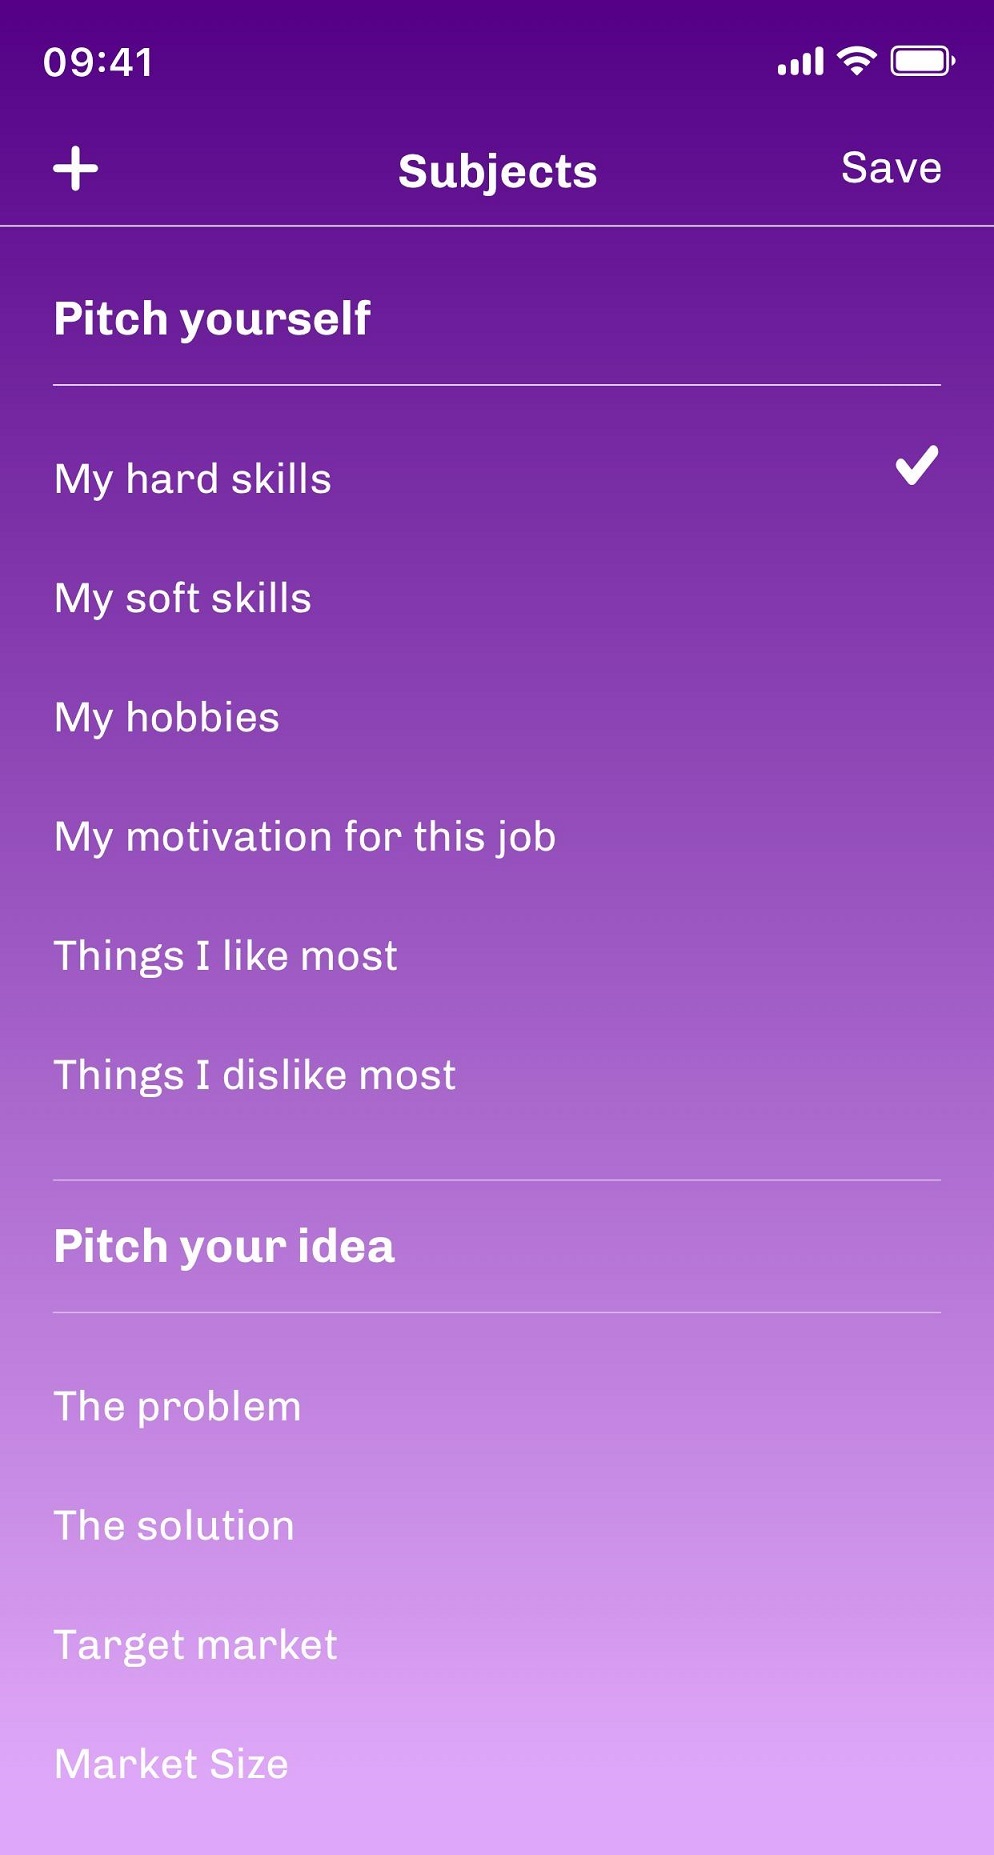 09:41
Subjects
Save
Pitch yourself
My hard skills
My soft skills
My hobbies
My motivation for this job
Things I like most
Things I dislike most
Pitch your idea
The problem
The solution
Target market
Market Size